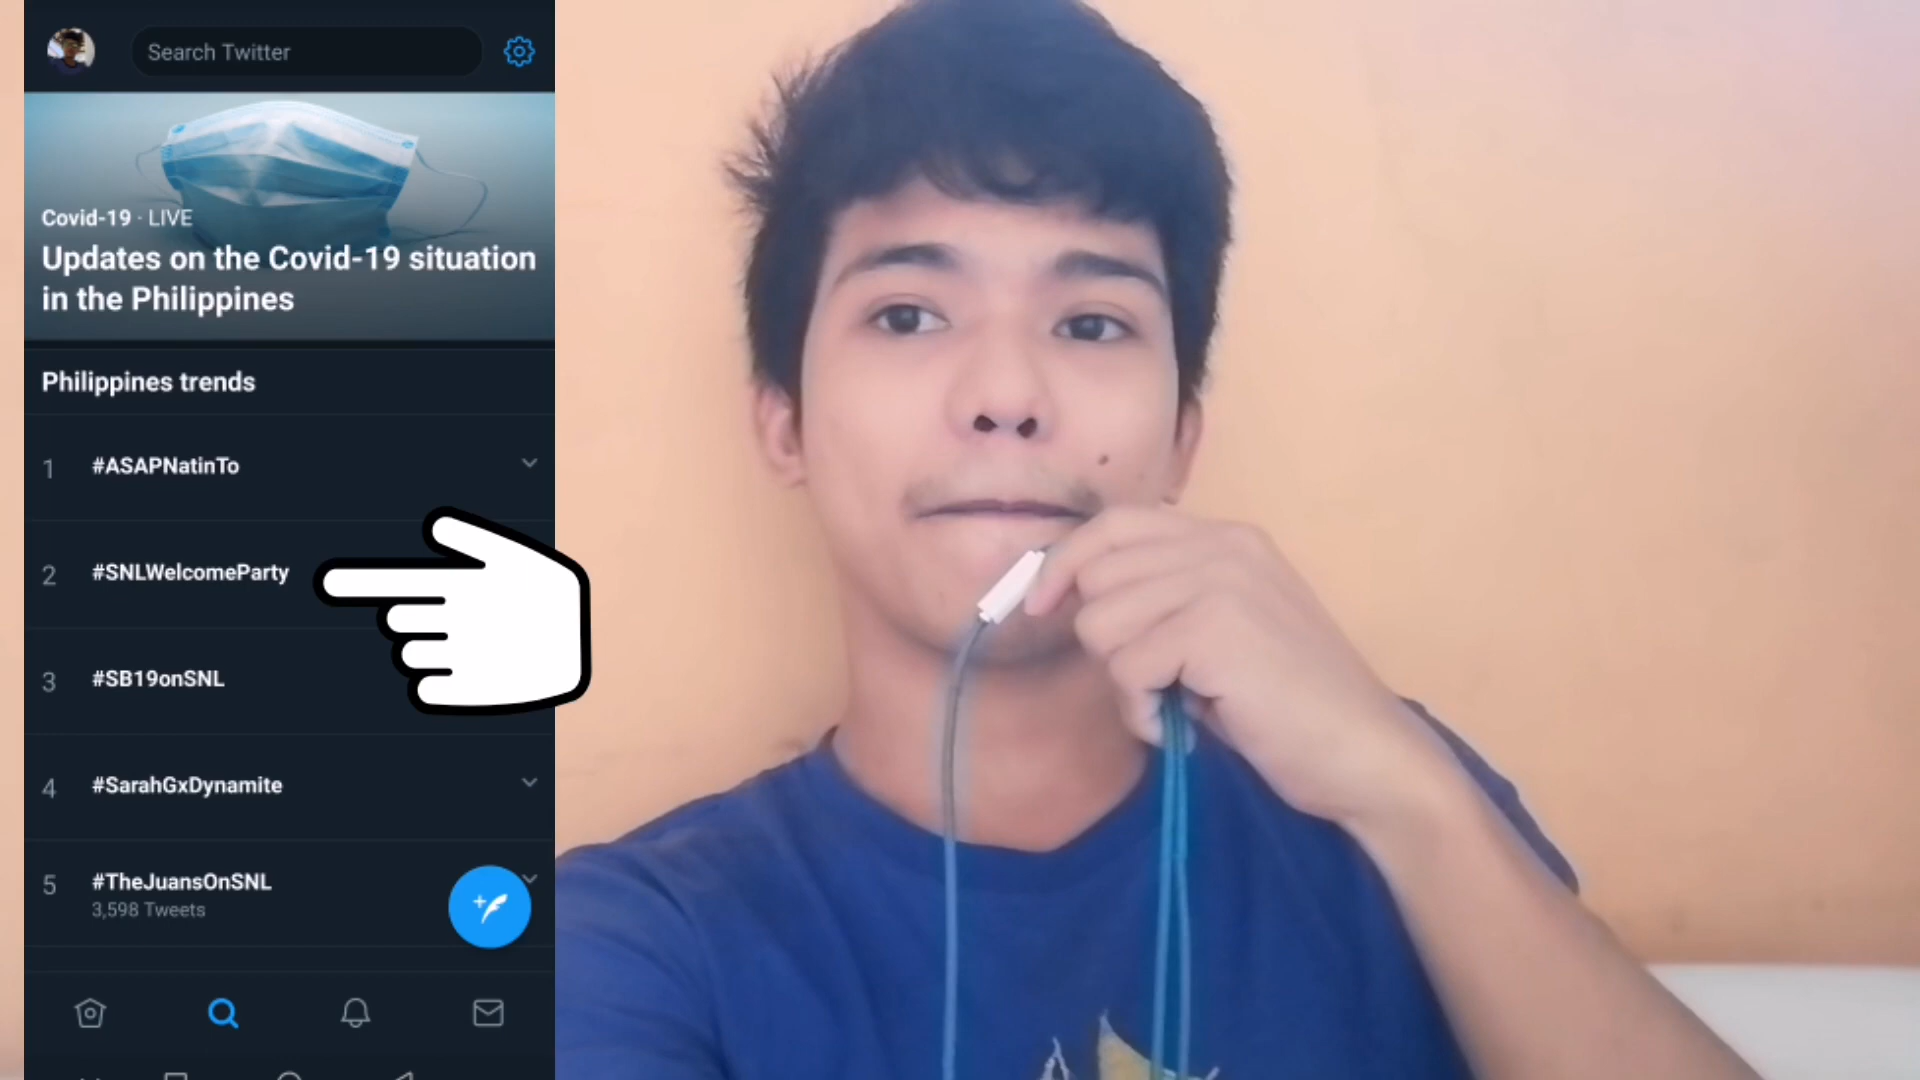 Search Twitter
Covid-19 · LIVE
Updates on the Covid-19 situation
in the Philippines
Philippines trends
1 #ASAPNatinTo
2 #SNLWelcomeParty
3 #SB19onSNL
4 #SarahGxDynamite
5 #TheJuansOnSNL
3,598 Tweets